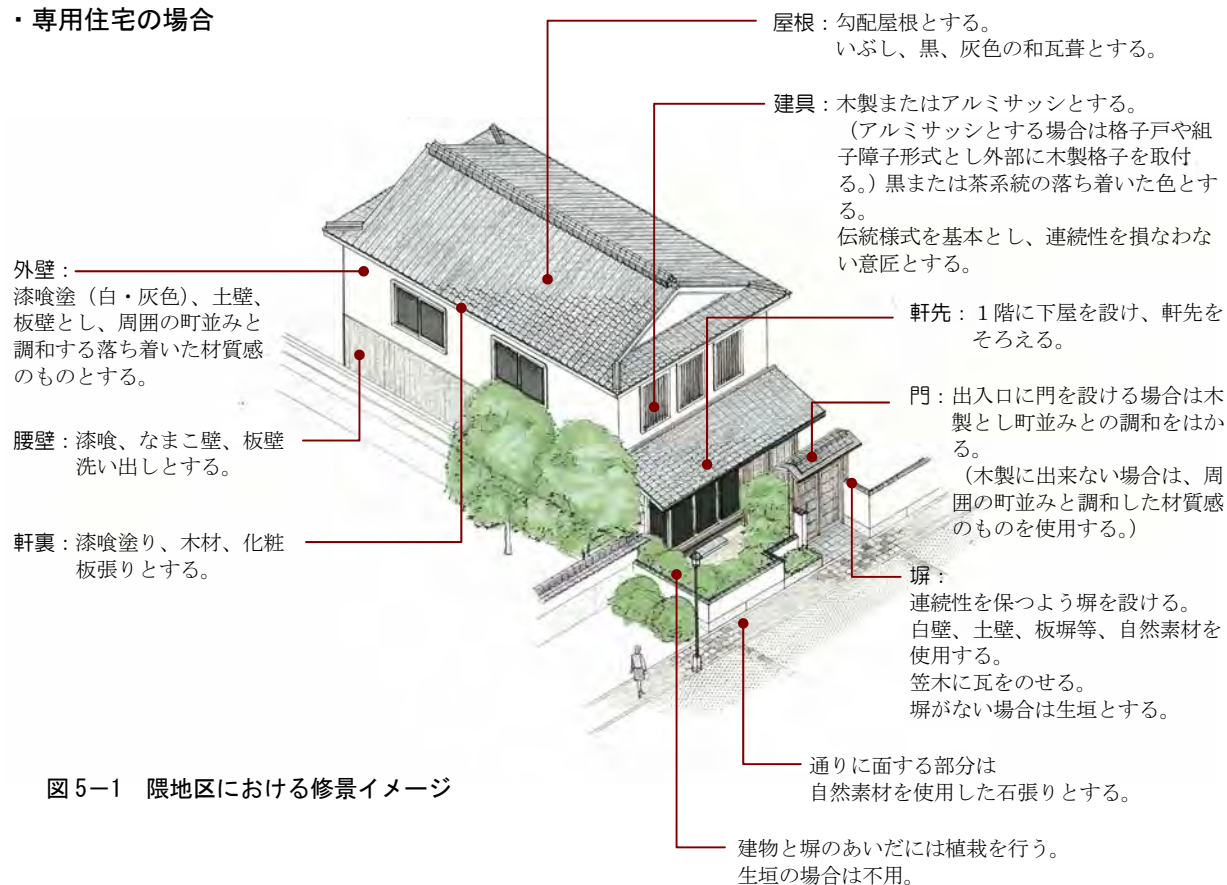 ・専用住宅の場合
屋根：勾配屋根とする。
いぶし、黒、灰色の和瓦葺とする。
建具：木製またはアルミサッシとする。
（アルミサッシとする場合は格子戸や組
子障子形式とし外部に木製格子を取付
る。）黒または茶系統の落ち着いた色とす
る。
伝統様式を基本とし、連続性を損なわな
い意匠とする。
外壁：
漆喰塗（白・灰色）、土壁、
板壁とし、周囲の町並みと
調和する落ち着いた材質感
のものとする。
軒先：１階に下屋を設け、軒先を
そろえる。
門：出入口に門を設ける場合は木
製とし町並みとの調和をはか
る。
（木製に出来ない場合は、周
囲の町並みと調和した材質感
のものを使用する。）
腰壁：漆喰、なまこ壁、板壁
洗い出しとする。
軒裏：漆喰塗り、木材、化粧
板張りとする。
塀：
連続性を保つよう塀を設ける。
白壁、土壁、板塀等、自然素材を
使用する。
笠木に瓦をのせる。
塀がない場合は生垣とする。
通りに面する部分は
自然素材を使用した石張りとする。
図５－１　隈地区における修景イメージ
建物と塀のあいだには植栽を行う。
生垣の場合は不用。